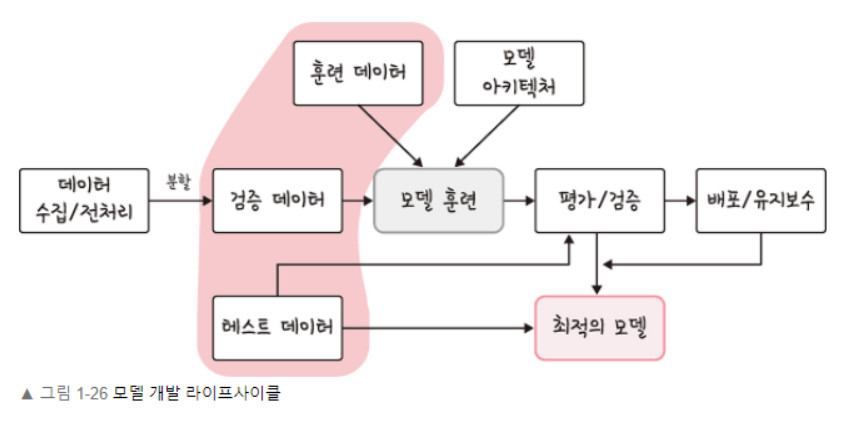 훈련 데이터
모델
아키텍처
데이터
수집/전처리
분할
검증 데이터
모델 훈련
평가/검증
배포/유지보수
테스트 데이터
최적의 모델
▲ 그림 1-26 모델 개발 라이프사이클